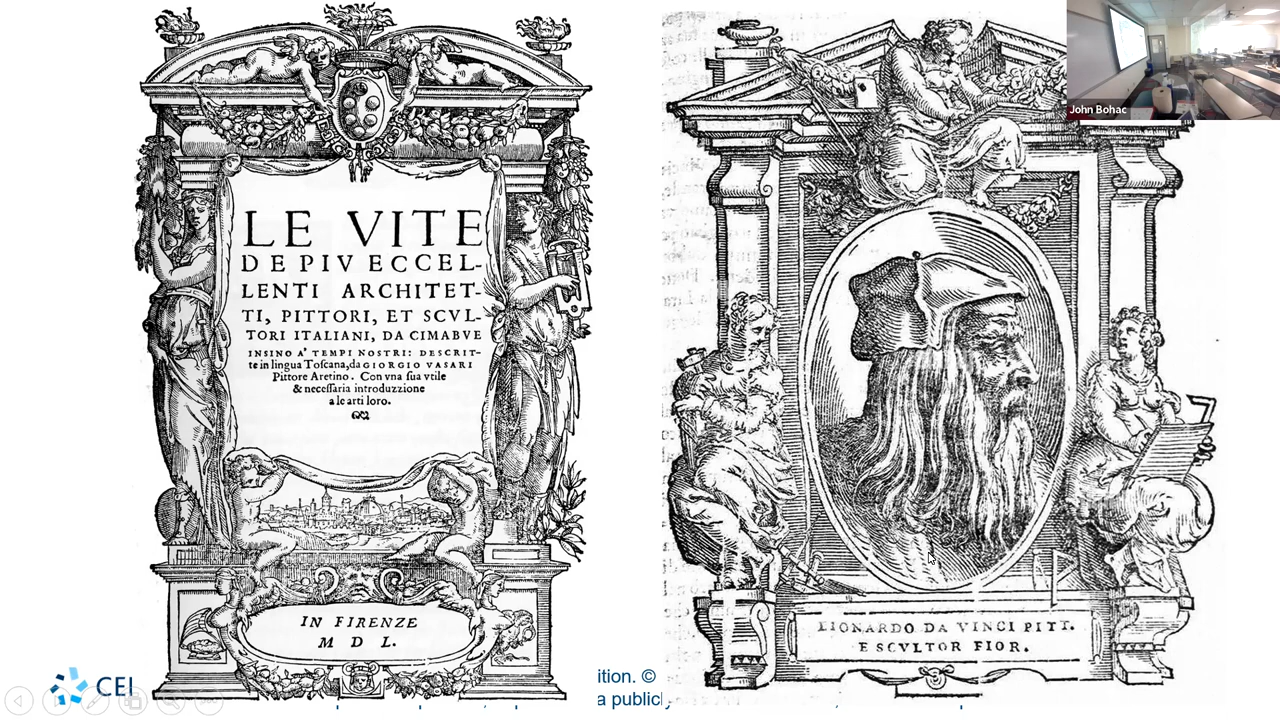 LE VITE
DE PIV ECCEL-
LENTI ARCHITET-
TI, PITTORI, ET SCVL-
TORI ITALIANI, DA CIMABVE
INSINO A' TEMPI NOSTRI: DESCRIT-
te in lingua Toscana, da GIORGIO VASARI
Pittore Aretino. Con vna sua vtile
& necessaria introduzzione
a le arti loro.
IN FIRENZE
M D L.
LIONARDO DA VINCI PITT.
E SCVLTOR FIOR.
John Bohac
CEI
ition. ©
a publicly